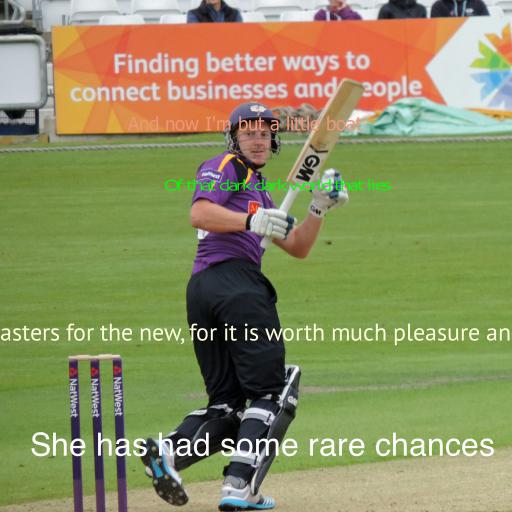 Finding better ways to
connect businesses and people
And now I'm but a little boat
NatWest
GM
Of that dark dark world that lies
GM
asters for the new, for it is worth much pleasure an
NatWest
NatWest
NatWest
She has had some rare chances